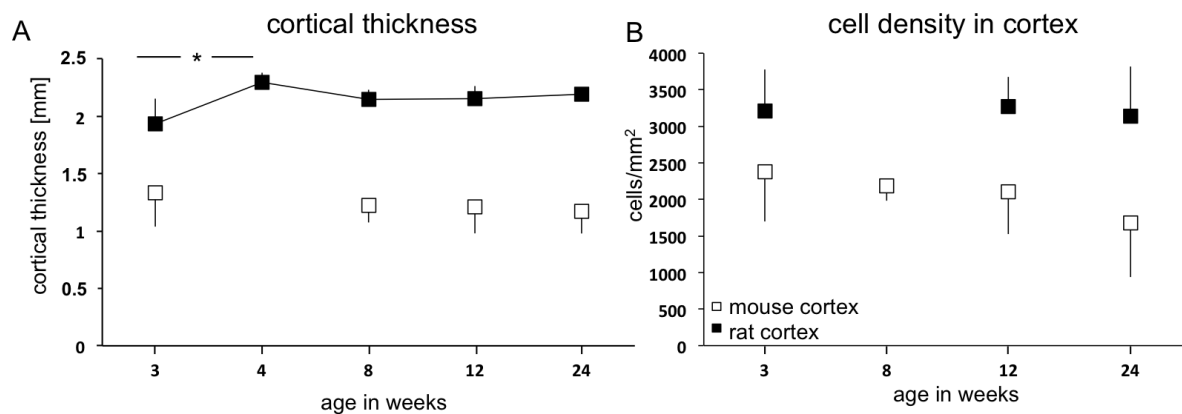 A
cortical thickness
*
cortical thickness [mm]
2.5
2
1.5
1
0.5
0
3
4
8
12
24
age in weeks
B
cell density in cortex
cells/mm²
4000
3500
3000
2500
2000
1500
1000
500
0
mouse cortex
rat cortex
3
8
12
24
age in weeks